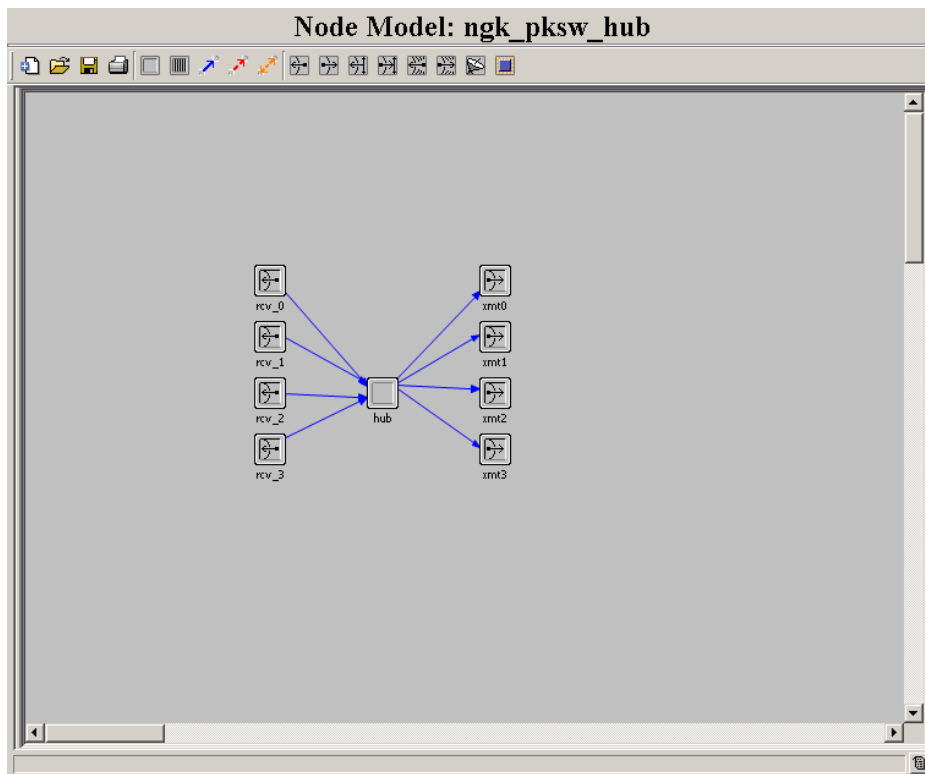 Node Model: ngk_pksw_hub
rcv_0
xmt0
rcv_1
xmt1
rcv_2
hub
xmt2
rcv_3
xmt3